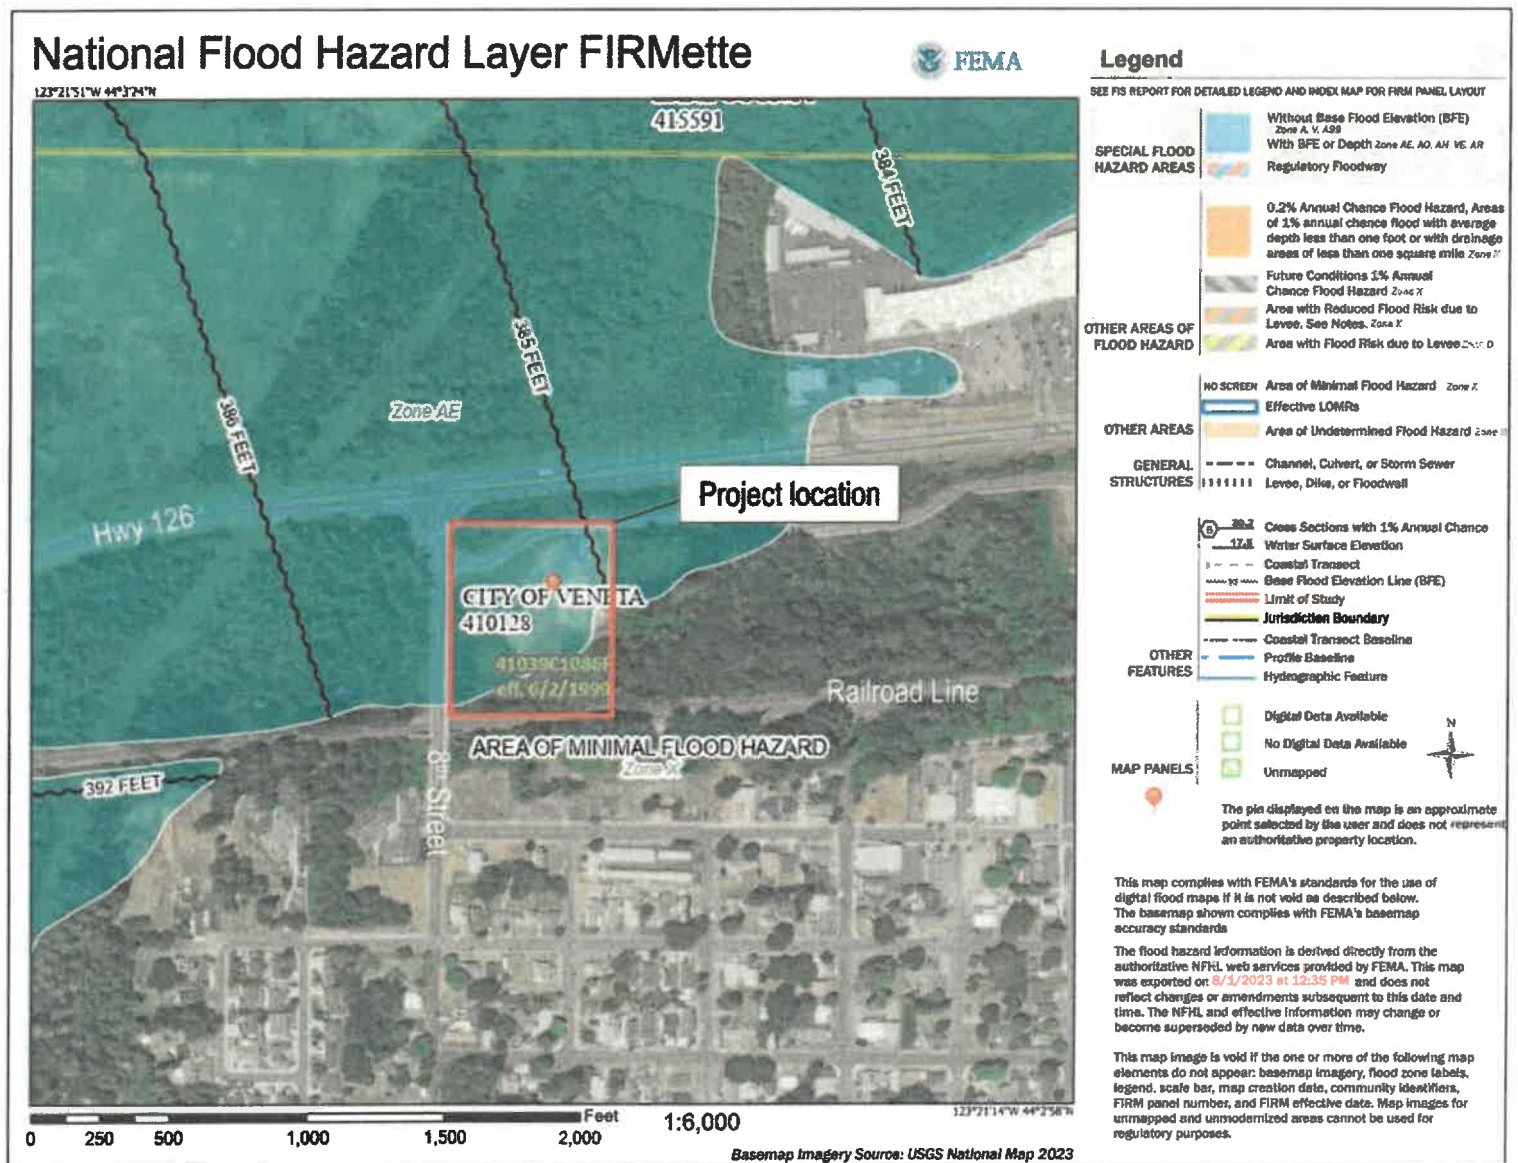 National Flood Hazard Layer FIRMette
FEMA
123°21'51"W 44°3'24"N
415591
384 FEET
385 FEET
386 FEET
Zone AE
Project location
Hwy 126
CITY OF VENETA
410128
41039C1086F
eff. 6/2/1999
Railroad Line
AREA OF MINIMAL FLOOD HAZARD
Zone X
392 FEET
8th Street
Feet
1:6,000
123°21'14"W 44°2'58"N
0 250 500 1,000 1,500 2,000
Basemap Imagery Source: USGS National Map 2023
Legend
SEE FIS REPORT FOR DETAILED LEGEND AND INDEX MAP FOR FIRM PANEL LAYOUT
SPECIAL FLOOD
HAZARD AREAS
Without Base Flood Elevation (BFE)
Zone A, V, A99
With BFE or Depth Zone AE, AO, AH, VE, AR
Regulatory Floodway
OTHER AREAS OF
FLOOD HAZARD
0.2% Annual Chance Flood Hazard, Areas
of 1% annual chance flood with average
depth less than one foot or with drainage
areas of less than one square mile Zone X
Future Conditions 1% Annual
Chance Flood Hazard Zone X
Area with Reduced Flood Risk due to
Levee. See Notes. Zone X
Area with Flood Risk due to Levee Zone D
OTHER AREAS
NO SCREEN Area of Minimal Flood Hazard Zone X
Effective LOMRs
Area of Undetermined Flood Hazard Zone
GENERAL
STRUCTURES
Channel, Culvert, or Storm Sewer
Levee, Dike, or Floodwall
B 20.2 Cross Sections with 1% Annual Chance
17.5 Water Surface Elevation
Coastal Transect
Base Flood Elevation Line (BFE)
Limit of Study
Jurisdiction Boundary
Coastal Transect Baseline
OTHER
FEATURES
Profile Baseline
Hydrographic Feature
MAP PANELS
Digital Data Available
No Digital Data Available
Unmapped
N
The pin displayed on the map is an approximate
point selected by the user and does not represent
an authoritative property location.
This map complies with FEMA's standards for the use of
digital flood maps if it is not void as described below.
The basemap shown complies with FEMA's basemap
accuracy standards
The flood hazard information is derived directly from the
authoritative NFHL web services provided by FEMA. This map
was exported on 8/1/2023 at 12:35 PM and does not
reflect changes or amendments subsequent to this date and
time. The NFHL and effective information may change or
become superseded by new data over time.
This map image is void if the one or more of the following map
elements do not appear: basemap imagery, flood zone labels,
legend, scale bar, map creation date, community identifiers,
FIRM panel number, and FIRM effective date. Map images for
unmapped and unmodernized areas cannot be used for
regulatory purposes.